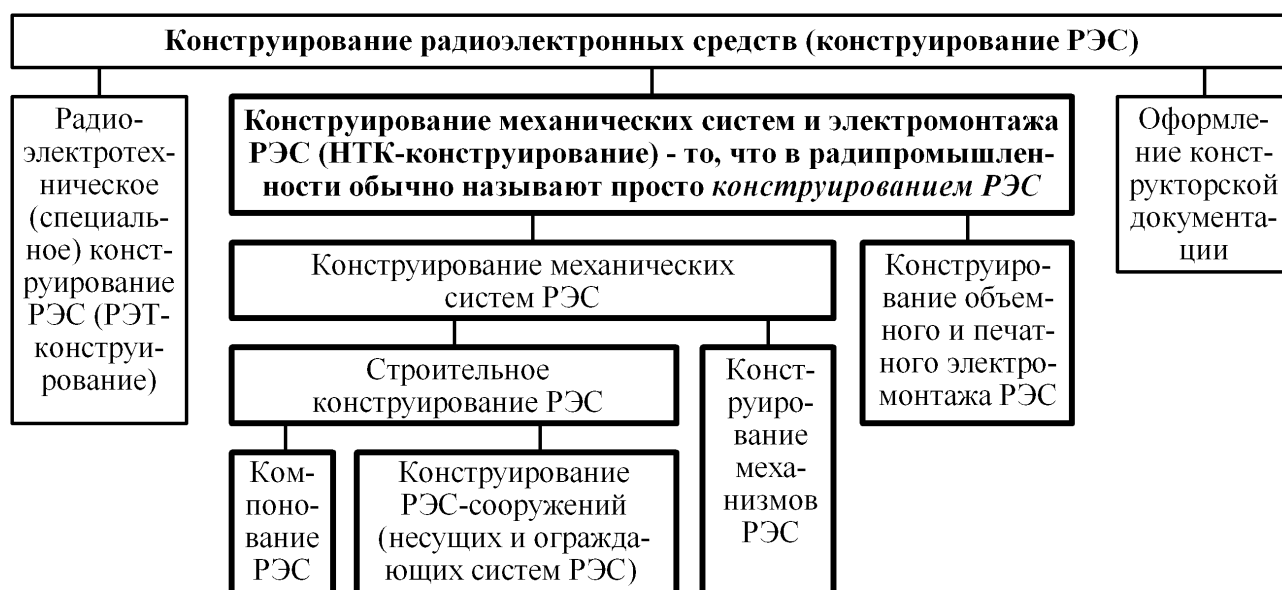 Конструирование радиоэлектронных средств (конструирование РЭС)
Радио-
электротех-
ническое
(специаль-
ное) конст-
руирование
РЭС (РЭТ-
конструи-
рование)
Конструирование механических систем и электромонтажа
РЭС (НТК-конструирование) - то, что в радипромышлен-
ности обычно называют просто конструированием РЭС
Оформле-
ние конст-
рукторской
документа-
ции
Конструирование механических
систем РЭС
Конструиро-
вание объем-
ного и печат-
ного электро-
монтажа РЭС
Строительное
конструирование РЭС
Конст-
руиро-
вание
меха-
низмов
РЭС
Ком-
поно-
вание
РЭС
Конструирование
РЭС-сооружений
(несущих и огражда-
ющих систем РЭС)